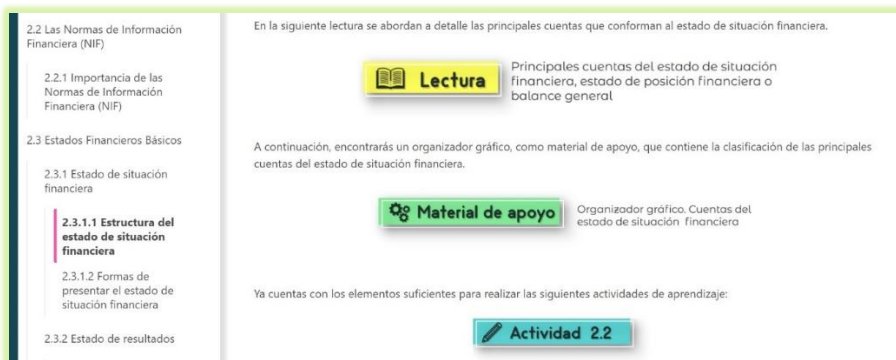 2.2 Las Normas de Información
Financiera (NIF)
2.2.1 Importancia de las
Normas de Información
Financiera (NIF)
2.3 Estados Financieros Básicos
2.3.1 Estado de situación
financiera
2.3.1.1 Estructura del
estado de situación
financiera
2.3.1.2 Formas de
presentar el estado de
situación financiera
2.3.2 Estado de resultados
En la siguiente lectura se abordan a detalle las principales cuentas que conforman al estado de situación financiera.
Lectura
Principales cuentas del estado de situación
financiera, estado de posición financiera o
balance general
A continuación, encontrarás un organizador gráfico, como material de apoyo, que contiene la clasificación de las principales
cuentas del estado de situación financiera.
Material de apoyo
Organizador gráfico. Cuentas del
estado de situación financiera
Ya cuentas con los elementos suficientes para realizar las siguientes actividades de aprendizaje:
Actividad 2.2